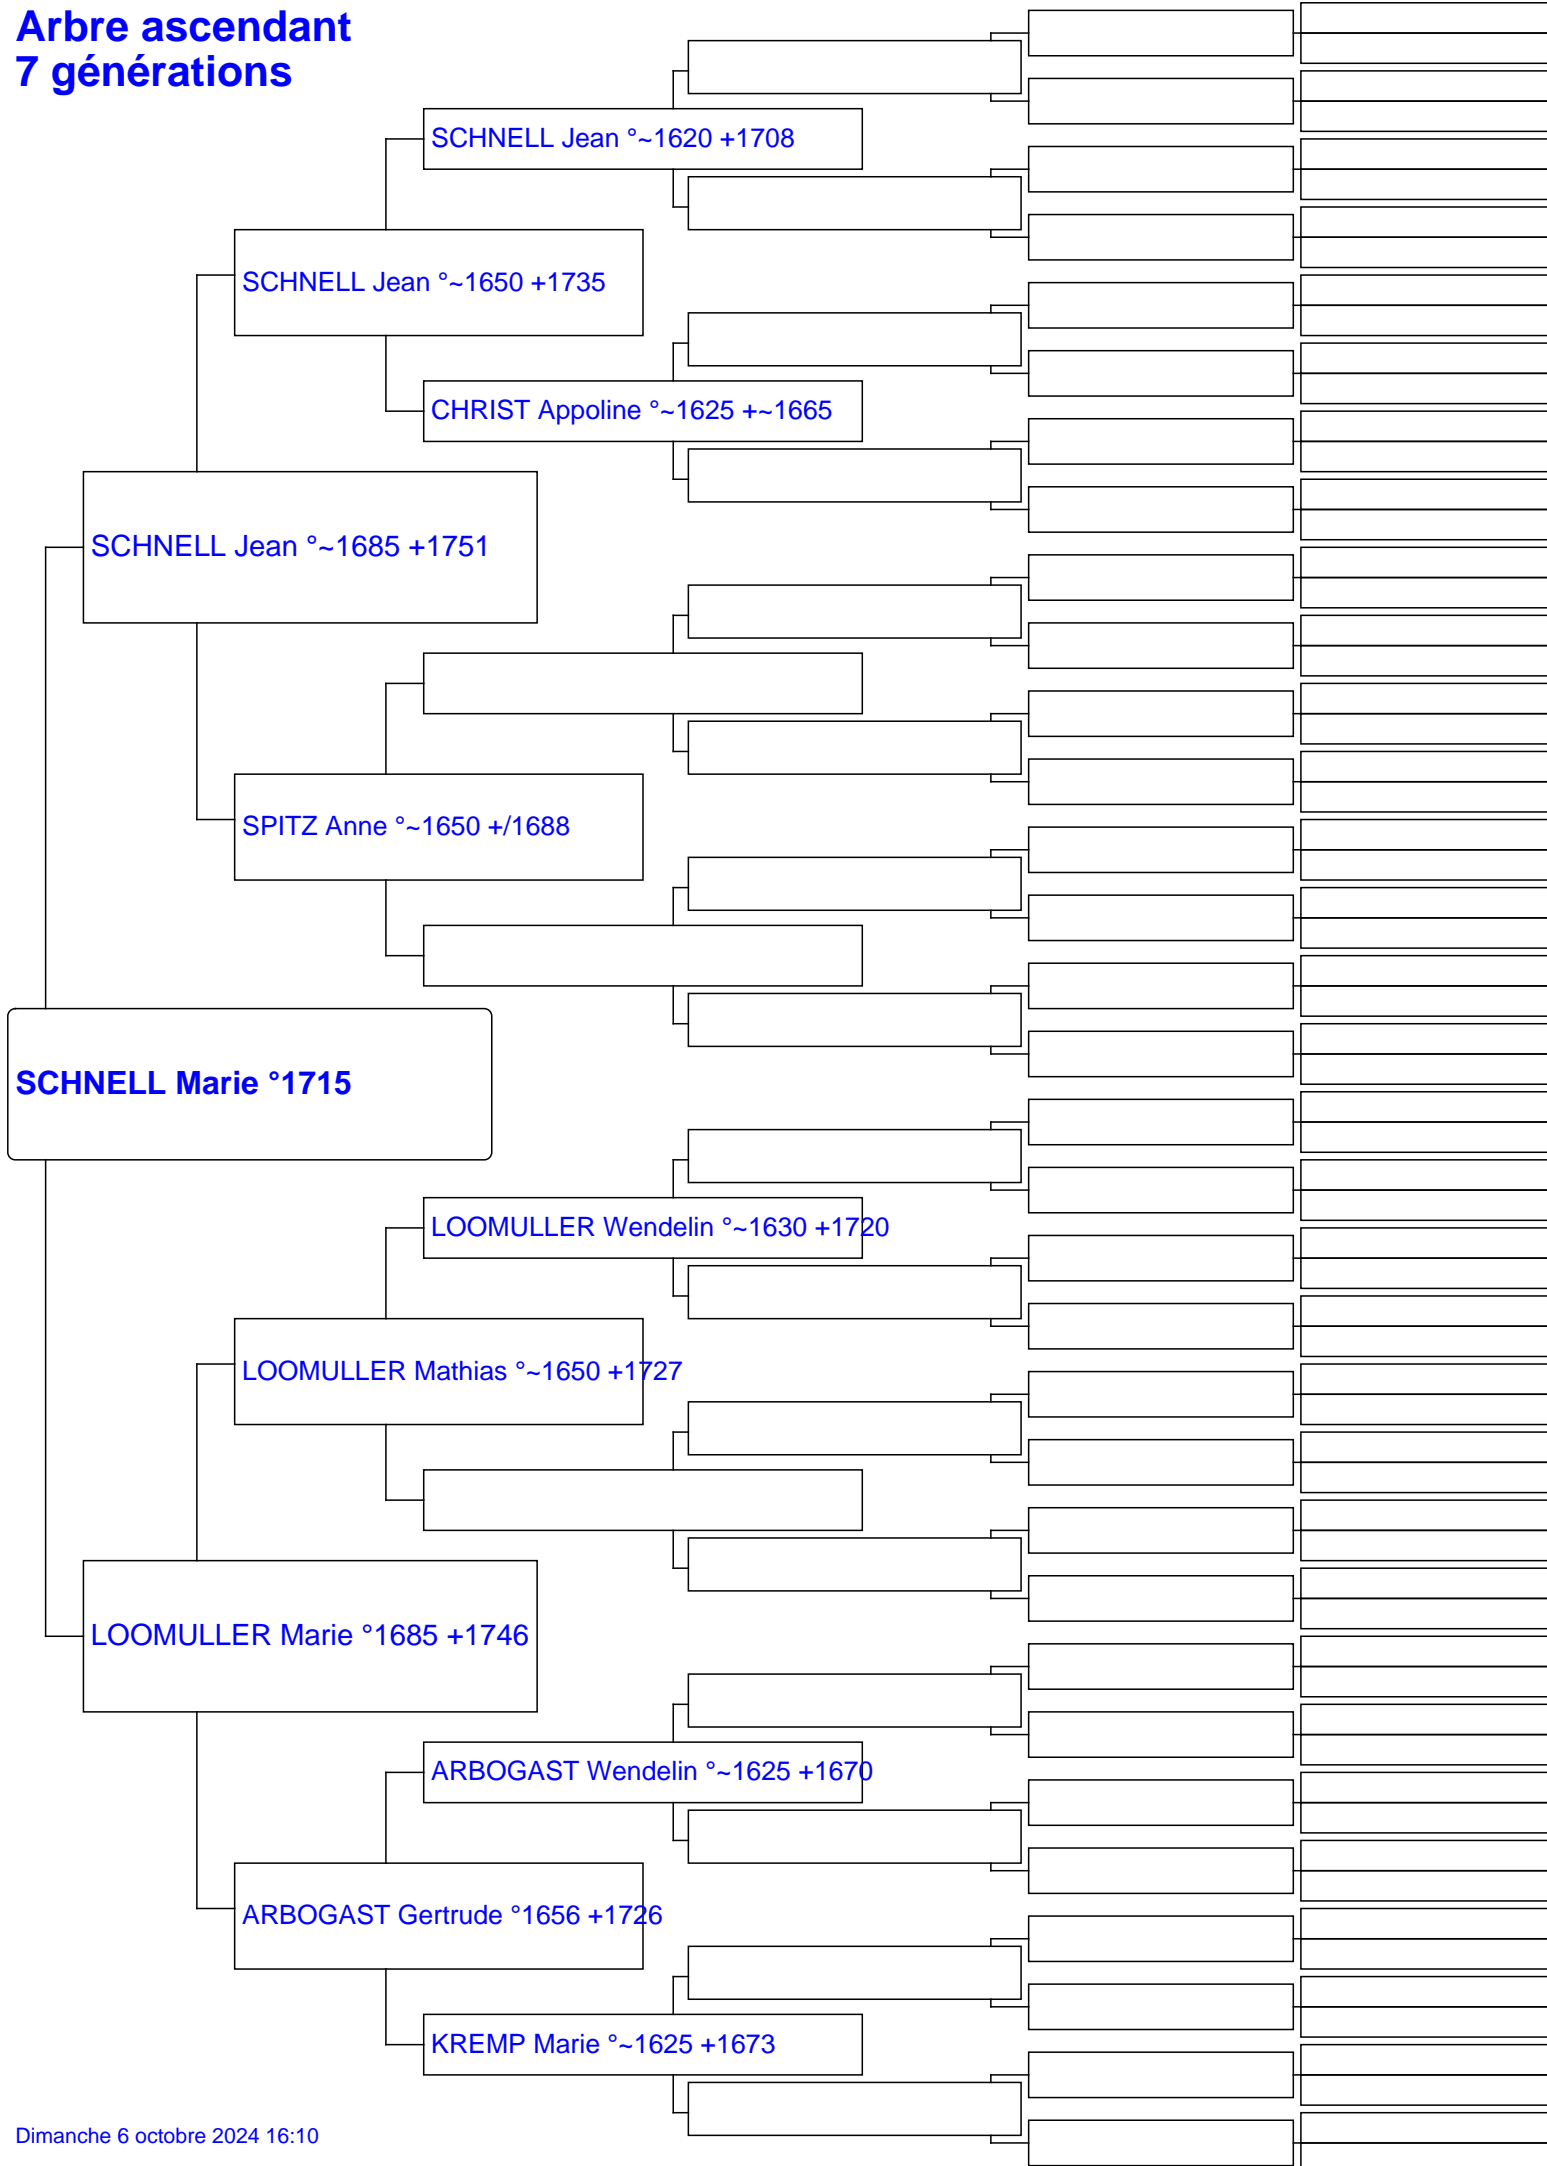 Arbre ascendant
7 générations
SCHNELL Jean °~1620 +1708
SCHNELL Jean °~1650 +1735
CHRIST Appoline °~1625 +~1665
SCHNELL Jean °~1685 +1751
SPITZ Anne °~1650 +/1688
SCHNELL Marie °1715
LOOMULLER Wendelin °~1630 +1720
LOOMULLER Mathias °~1650 +1727
LOOMULLER Marie °1685 +1746
ARBOGAST Wendelin °~1625 +1670
ARBOGAST Gertrude °1656 +1726
KREMP Marie °~1625 +1673
Dimanche 6 octobre 2024 16:10